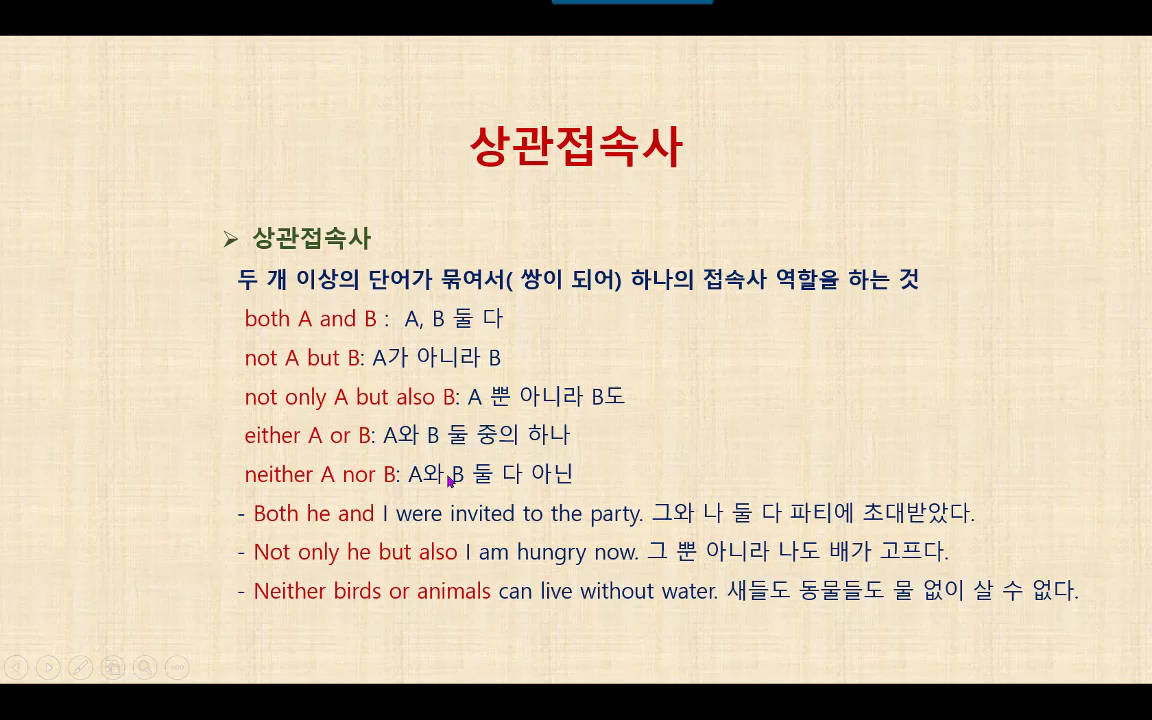 상관접속사
상관접속사
두 개 이상의 단어가 묶여서( 쌍이 되어) 하나의 접속사 역할을 하는 것
both A and B : A, B 둘 다
not A but B: A가 아니라 B
not only A but also B: A 뿐 아니라 B도
either A or B: A와 B 둘 중의 하나
neither A nor B: A와 B 둘 다 아닌
- Both he and I were invited to the party. 그와 나 둘 다 파티에 초대받았다.
- Not only he but also I am hungry now. 그 뿐 아니라 나도 배가 고프다.
- Neither birds or animals can live without water. 새들도 동물들도 물 없이 살 수 없다.